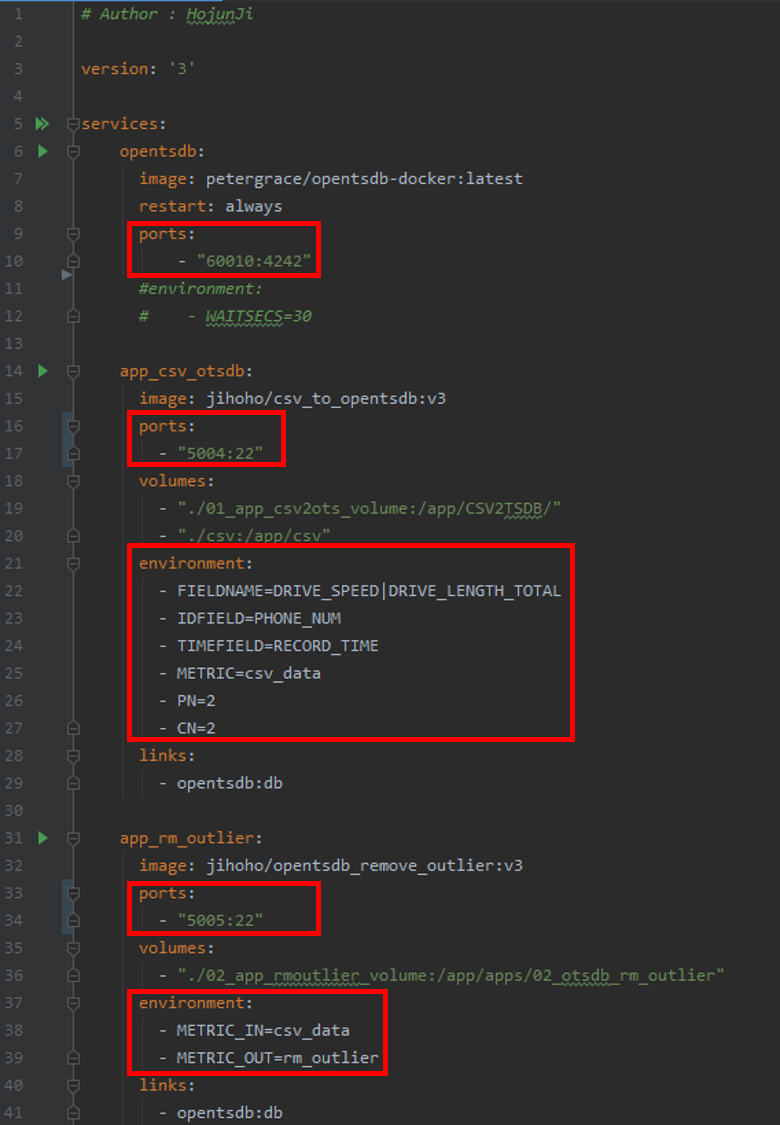 1 # Author : HojunJi
2
3 version: '3'
4
5 services:
6 opentsdb:
7 image: petergrace/opentsdb-docker:latest
8 restart: always
9 ports:
10 - "60010:4242"
11 #environment:
12 # - WAITSECS=30
13
14 app_csv_otsdb:
15 image: jihoho/csv_to_opentsdb:v3
16 ports:
17 - "5004:22"
18 volumes:
19 - "./01_app_csv2ots_volume:/app/CSV2TSDB/"
20 - "./csv:/app/csv"
21 environment:
22 - FIELDNAME=DRIVE_SPEED|DRIVE_LENGTH_TOTAL
23 - IDFIELD=PHONE_NUM
24 - TIMEFIELD=RECORD_TIME
25 - METRIC=csv_data
26 - PN=2
27 - CN=2
28 links:
29 - opentsdb:db
30
31 app_rm_outlier:
32 image: jihoho/opentsdb_remove_outlier:v3
33 ports:
34 - "5005:22"
35 volumes:
36 - "./02_app_rmoutlier_volume:/app/apps/02_otsdb_rm_outlier"
37 environment:
38 - METRIC_IN=csv_data
39 - METRIC_OUT=rm_outlier
40 links:
41 - opentsdb:db